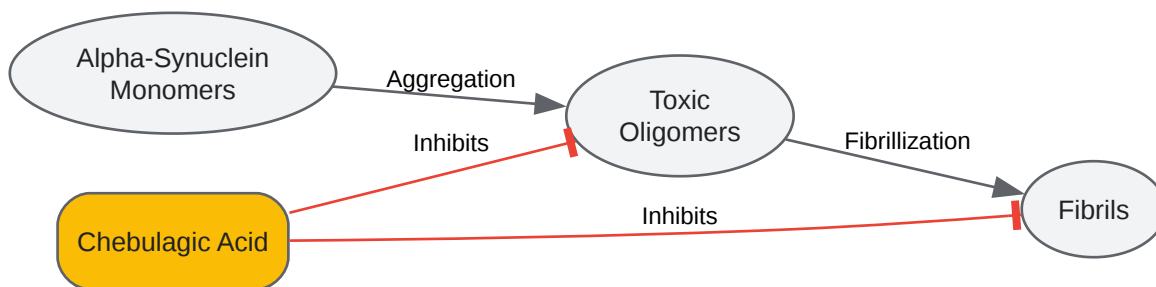 Alpha-Synuclein
Monomers
Aggregation
Toxic
Oligomers
Inhibits
Fibrillization
Inhibits
Fibrils
Chebulagic Acid